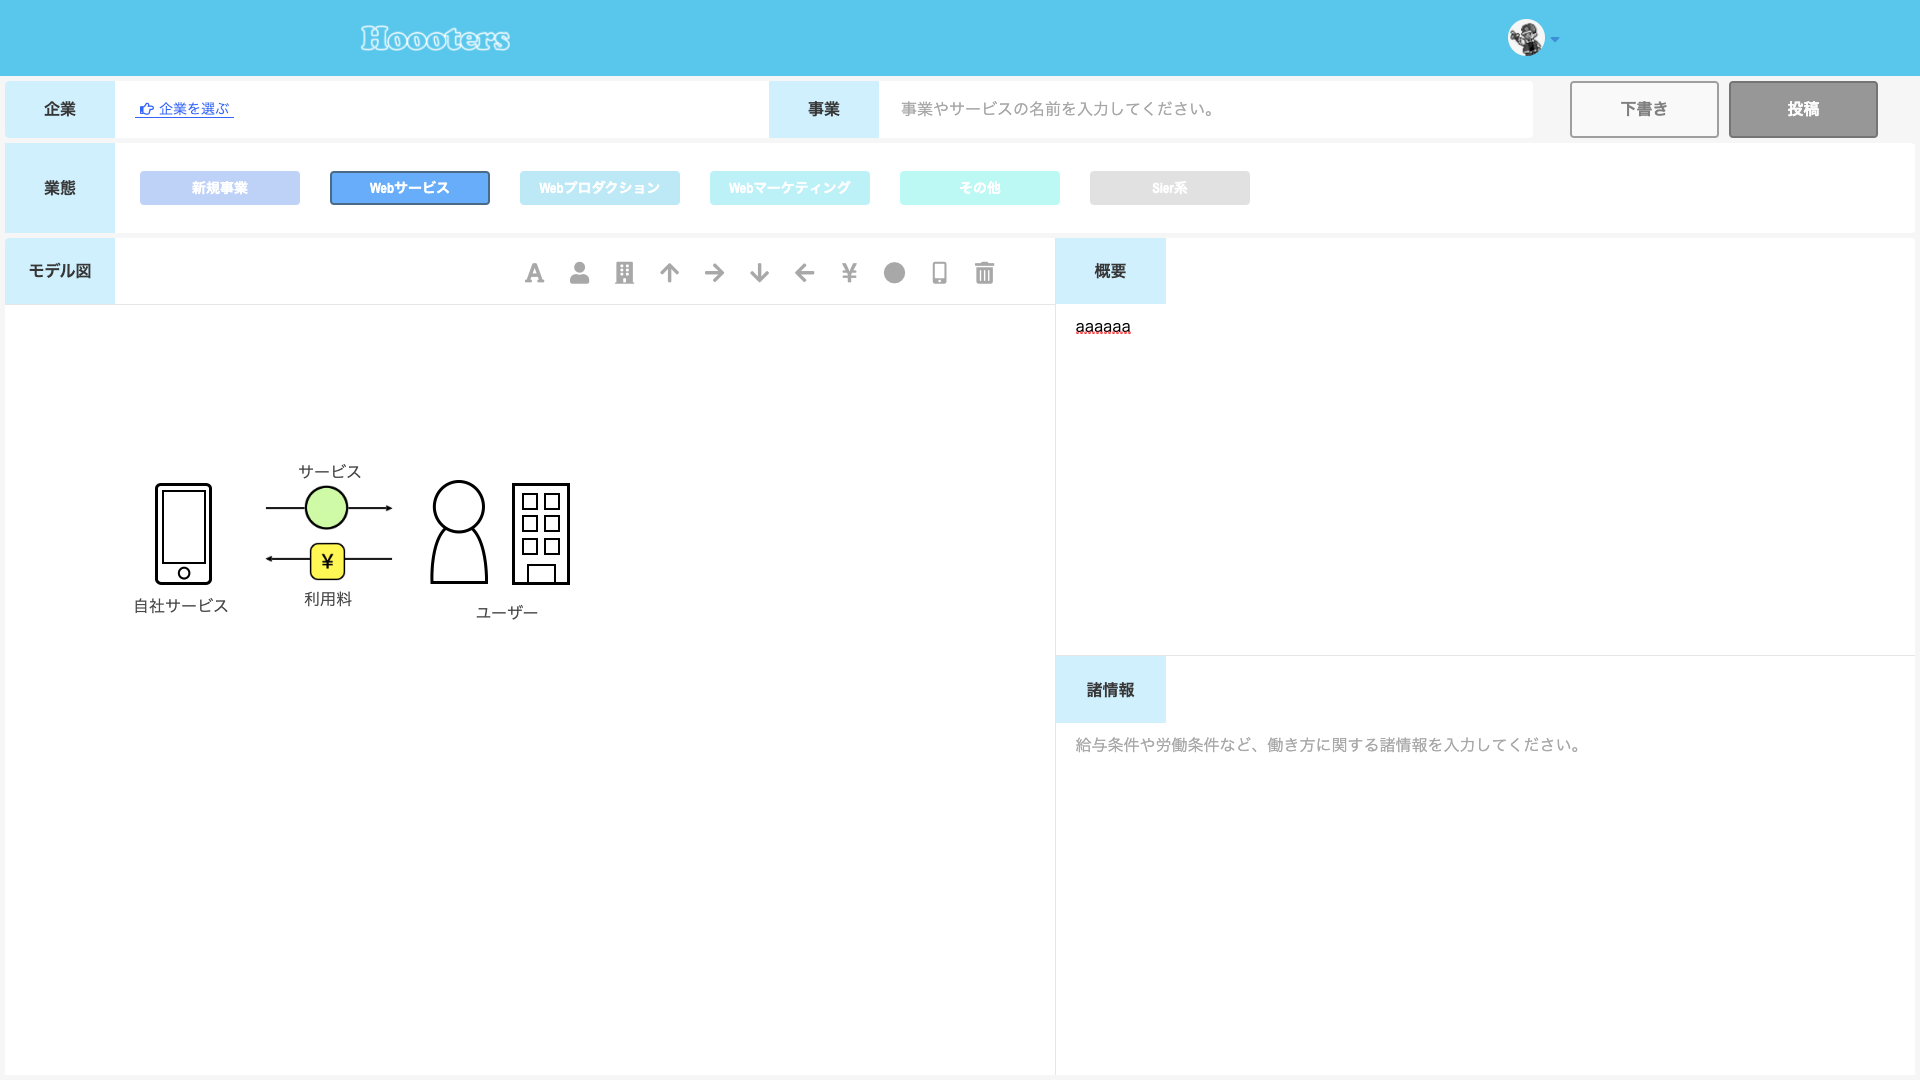 Hoooters
企業
企業を選ぶ
事業
事業やサービスの名前を入力してください。
下書き
投稿
業態
新規事業
Webサービス
Webプロダクション
Webマーケティング
その他
SIer系
モデル図
A
¥
概要
aaaaaa
サービス
¥
自社サービス
利用料
ユーザー
諸情報
給与条件や労働条件など、働き方に関する諸情報を入力してください。